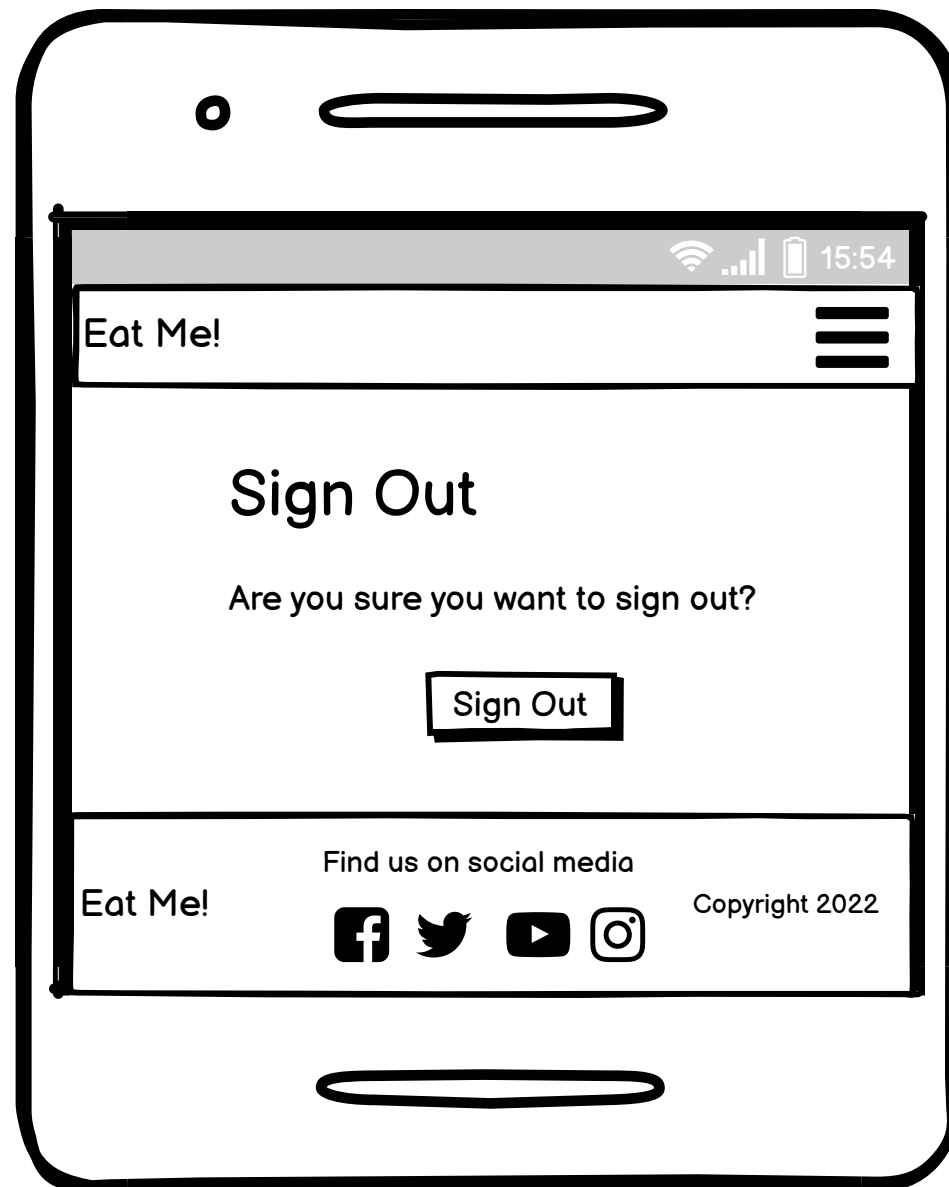 15:54
Eat Me!
Sign Out
Are you sure you want to sign out?
Sign Out
Find us on social media
Eat Me!
Copyright 2022